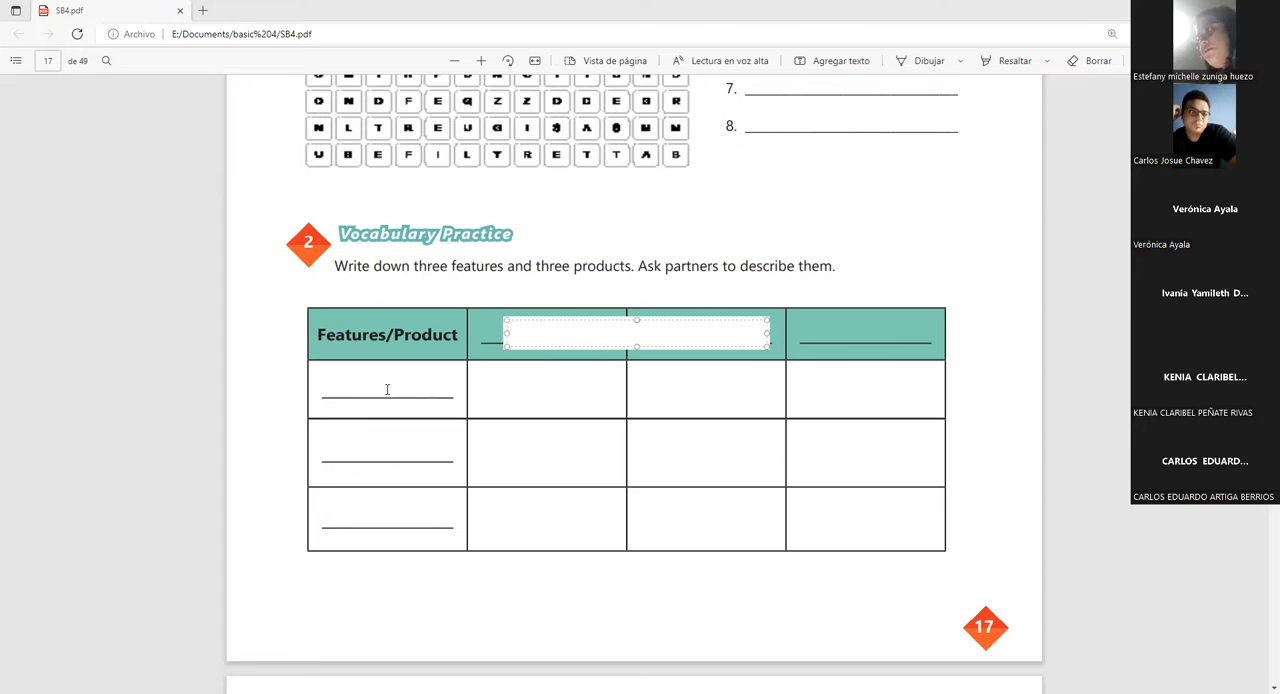 SB4.pdf
Archivo
E:/Documents/basic%204/SB4.pdf
17 de 49
Vista de página
Lectura en voz alta
Agregar texto
Dibujar
Resaltar
Borrar
O N D F E Q Z Z D D E B R
N L T R E U G I S A O M M
U B E F I L T R E T T A B
7.
8.
2 Vocabulary Practice
Write down three features and three products. Ask partners to describe them.
Features/Product
17
Estefany michelle zuniga huezo
Carlos Josue Chavez
Verónica Ayala
Verónica Ayala
Ivania Yamileth D...
KENIA CLARIBEL...
KENIA CLARIBEL PEÑATE RIVAS
CARLOS EDUARD...
CARLOS EDUARDO ARTIGA BERRIOS